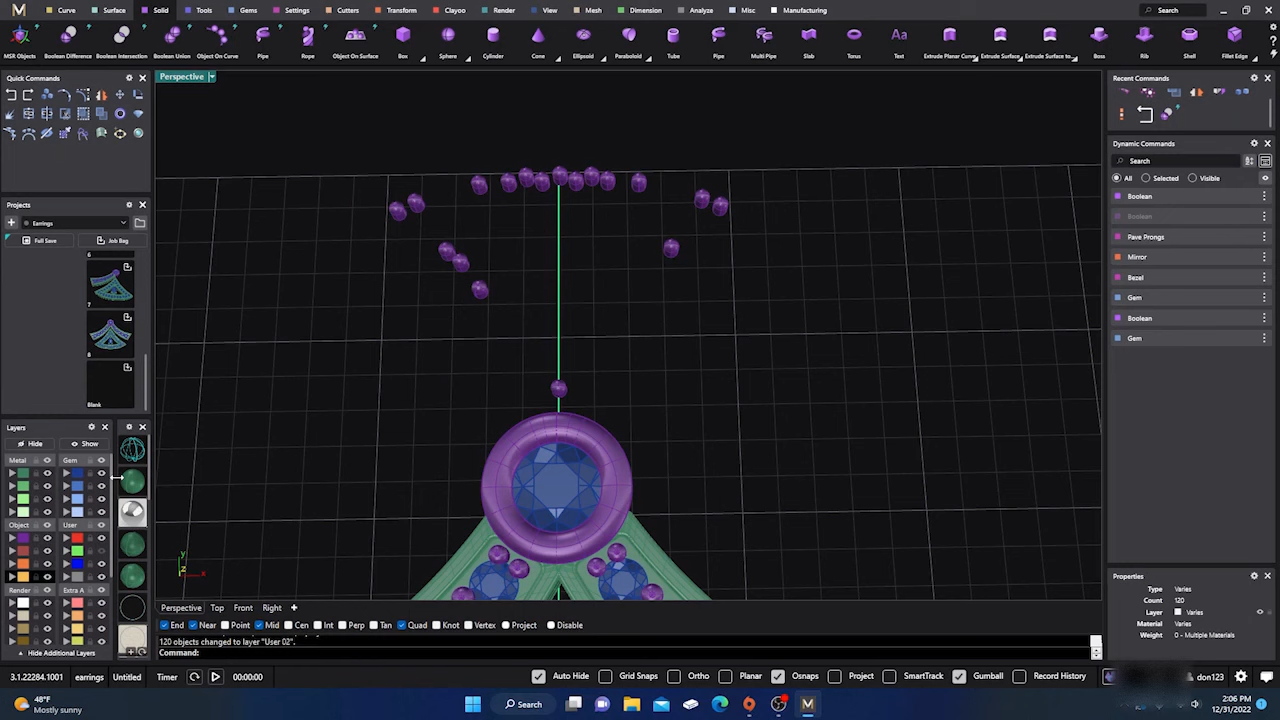 Curve Surface Solid Tools Gems Settings Cutters Transform Clayoo Render View Mesh Dimension Analyze Misc Manufacturing Search
MSR Objects Boolean Difference Boolean Intersection Boolean Union Object On Curve Pipe Rope Object On Surface Box Sphere Cylinder Cone Ellipsoid Paraboloid Tube Pipe Multi Pipe Slab Torus Text Extrude Planar Curve Extrude Surface Extrude Surface to... Boss Rib Shell Fillet Edge
Quick Commands
Perspective
Recent Commands
Dynamic Commands
Search
All Selected Visible
Boolean
Boolean
Pave Prongs
Mirror
Bezel
Gem
Boolean
Gem
Projects
Earrings
Full Save Job Bag
6
7
8
Blank
Layers
Hide Show
Metal Gem
Object User
Render Extra A
Hide Additional Layers
y
z
x
Perspective Top Front Right
End Near Point Mid Cen Int Perp Tan Quad Knot Vertex Project Disable
120 objects changed to layer "User 02".
Command:
Properties
Type Varies
Count 120
Layer Varies
Material Varies
Weight 0 - Multiple Materials
3.1.22284.1001 earrings Untitled Timer 00:00:00 Auto Hide Grid Snaps Ortho Planar Osnaps Project SmartTrack Gumball Record History don123
48°F
Mostly sunny
Search
2:06 PM
12/31/2022